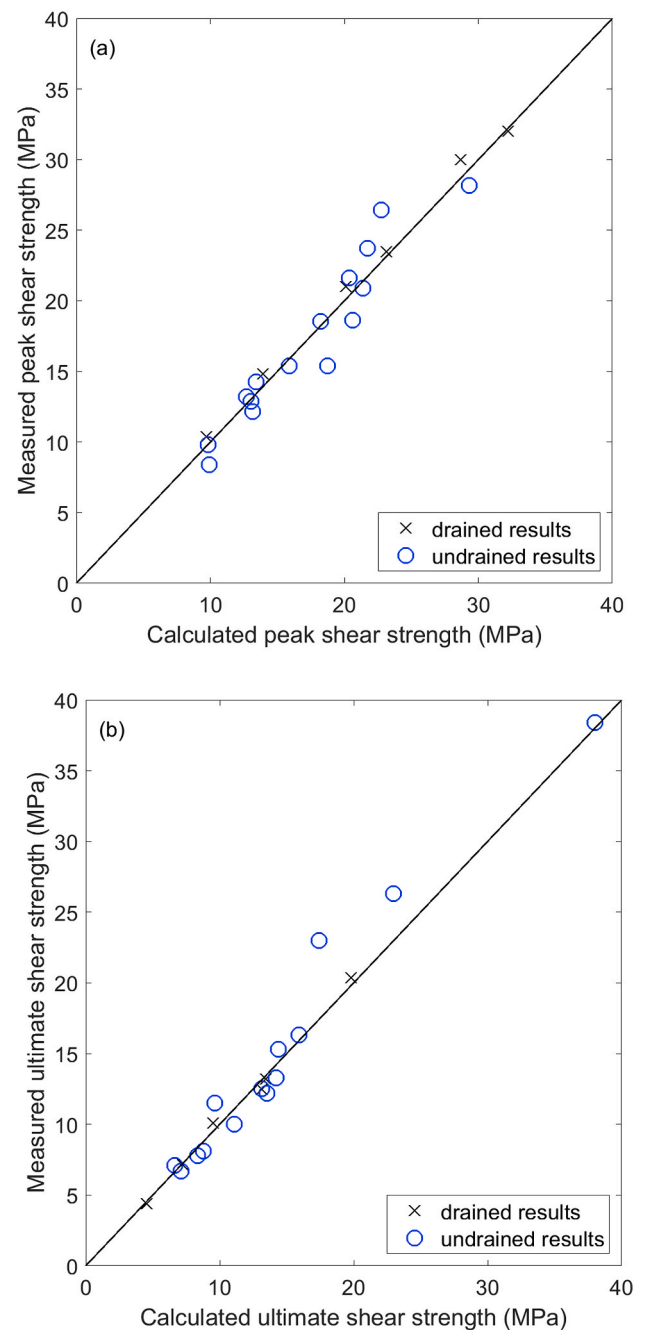 (a)
Measured peak shear strength (MPa)
40
35
30
25
20
15
10
5
0
drained results
undrained results
0 10 20 30 40
Calculated peak shear strength (MPa)
(b)
Measured ultimate shear strength (MPa)
40
35
30
25
20
15
10
5
0
drained results
undrained results
0 10 20 30 40
Calculated ultimate shear strength (MPa)